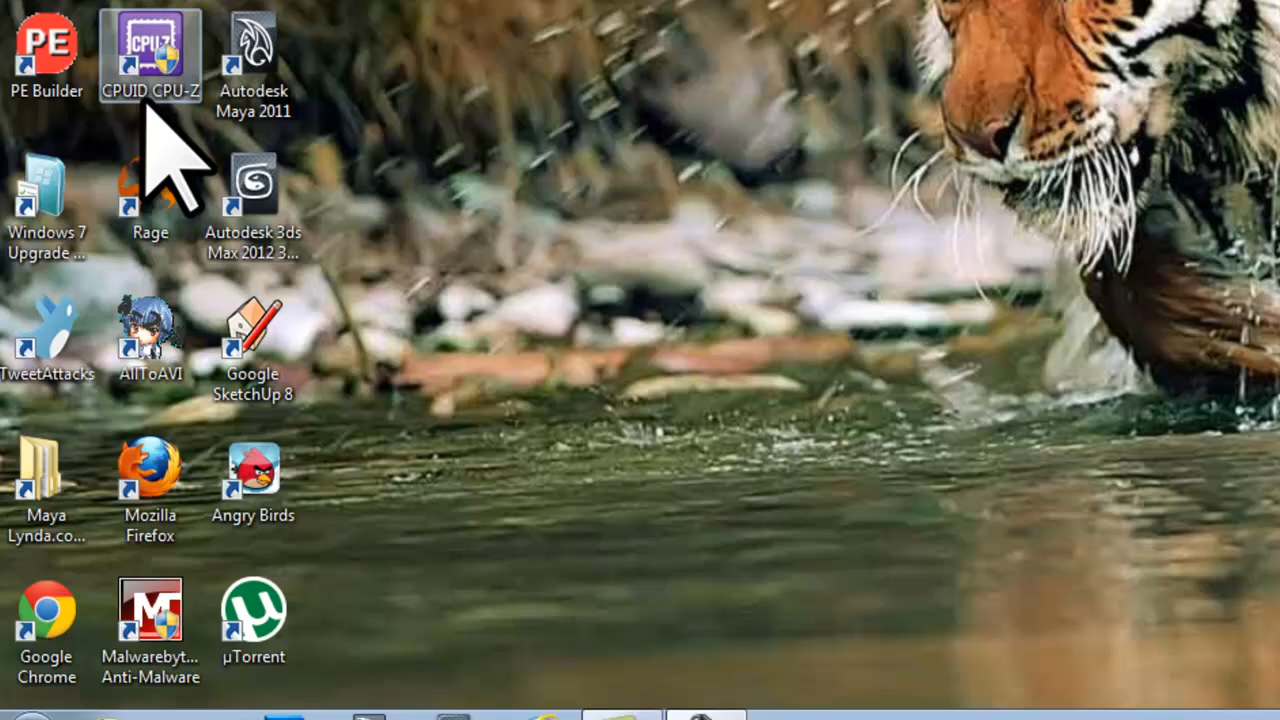 PE
CPU-Z
PE Builder
CPUID CPU-Z
Autodesk
Maya 2011
Windows 7
Upgrade ...
Rage
Autodesk 3ds
Max 2012 3...
TweetAttacks
AllToAVI
Google
SketchUp 8
Maya
Lynda.co...
Mozilla
Firefox
Angry Birds
M
µ
Google
Chrome
Malwarebyt...
Anti-Malware
µTorrent